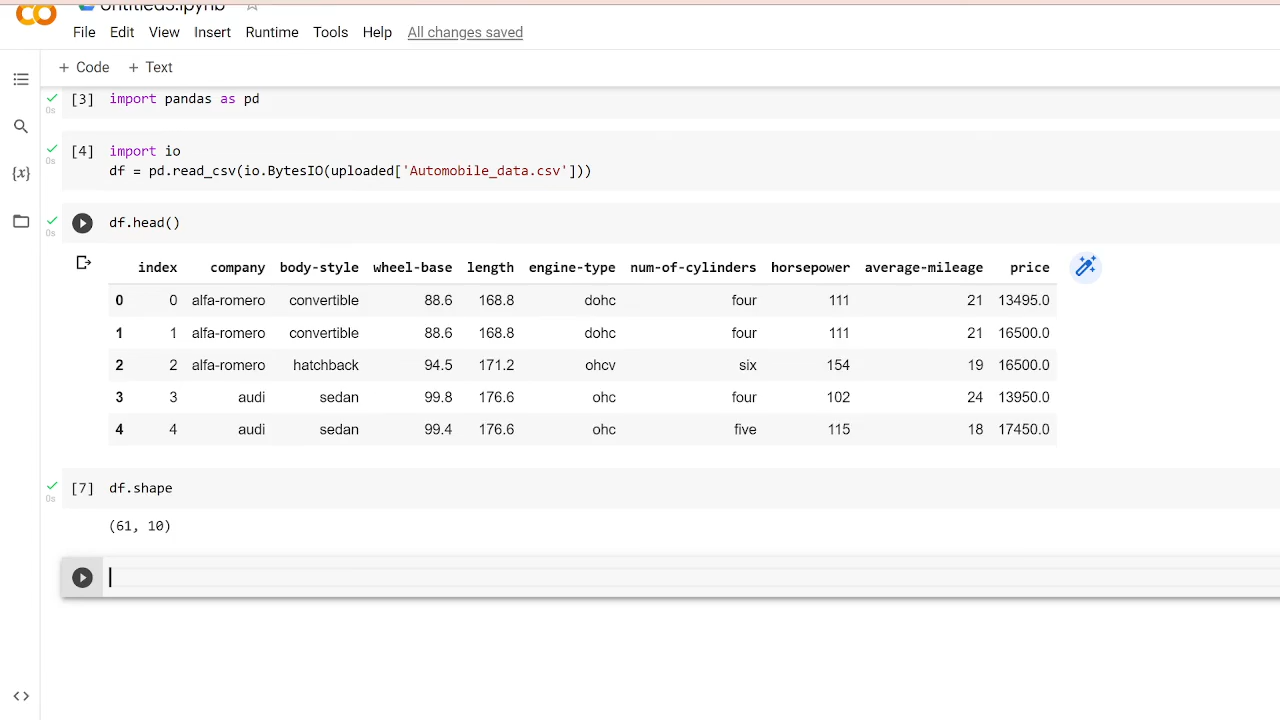 Untitled3.ipynb
File Edit View Insert Runtime Tools Help All changes saved
+ Code + Text
[3] import pandas as pd
0s
[4] import io
0s
df = pd.read_csv(io.BytesIO(uploaded['Automobile_data.csv']))
df.head()
0s
{x}
index company body-style wheel-base length engine-type num-of-cylinders horsepower average-mileage price
0 0 alfa-romero convertible 88.6 168.8 dohc four 111 21 13495.0
1 1 alfa-romero convertible 88.6 168.8 dohc four 111 21 16500.0
2 2 alfa-romero hatchback 94.5 171.2 ohcv six 154 19 16500.0
3 3 audi sedan 99.8 176.6 ohc four 102 24 13950.0
4 4 audi sedan 99.4 176.6 ohc five 115 18 17450.0
[7] df.shape
0s
(61, 10)